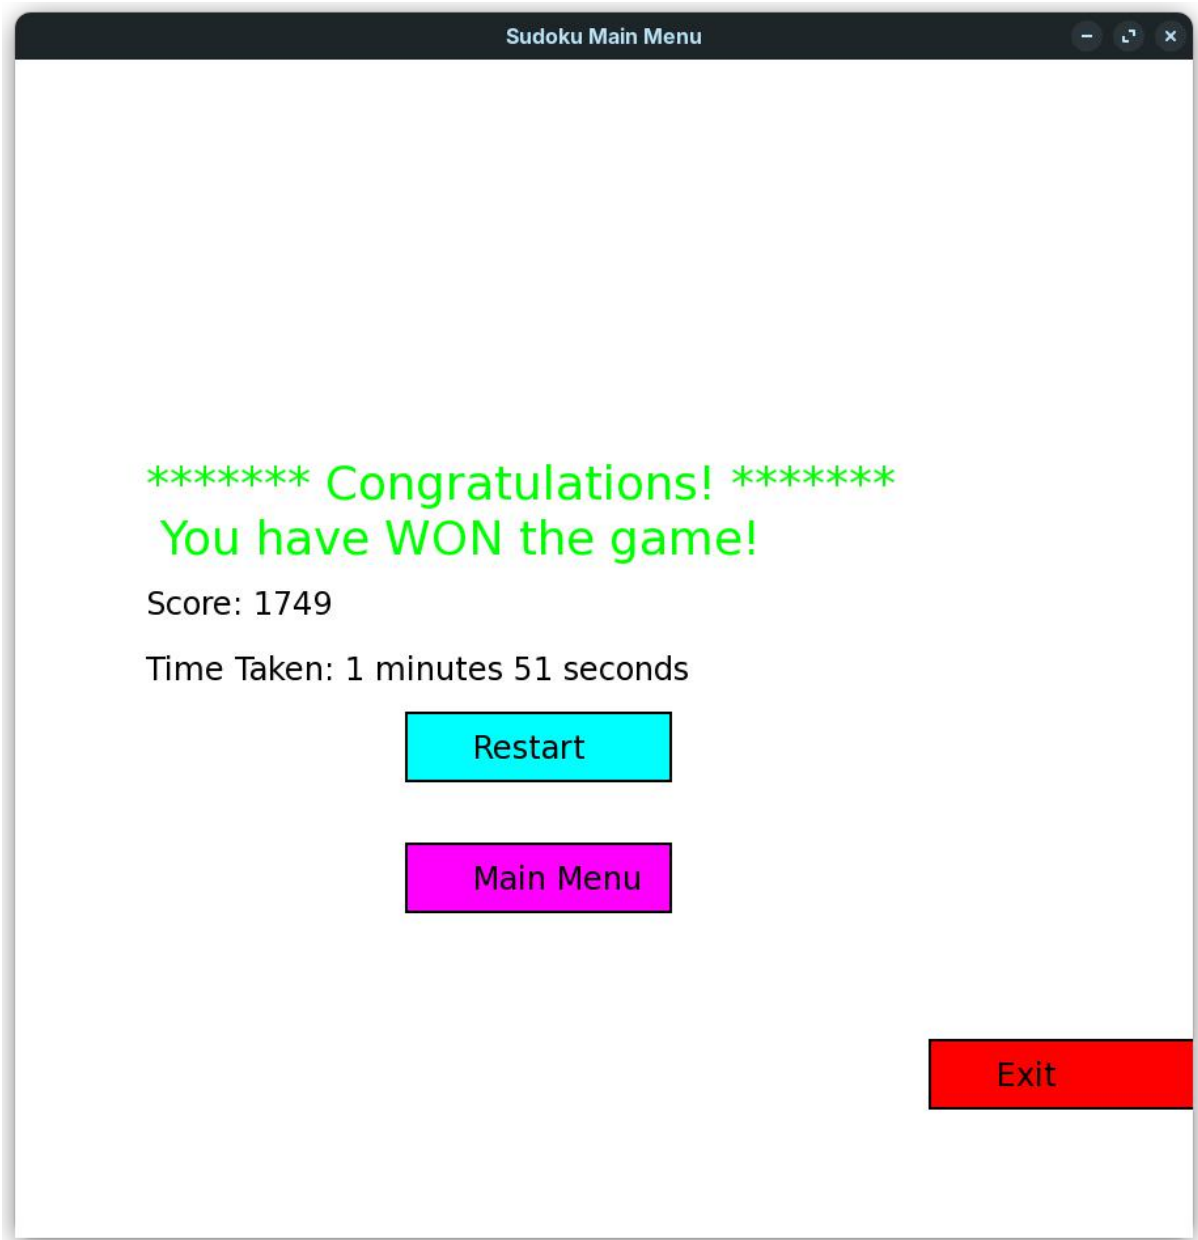 Sudoku Main Menu
******* Congratulations! *******
You have WON the game!
Score: 1749
Time Taken: 1 minutes 51 seconds
Restart
Main Menu
Exit